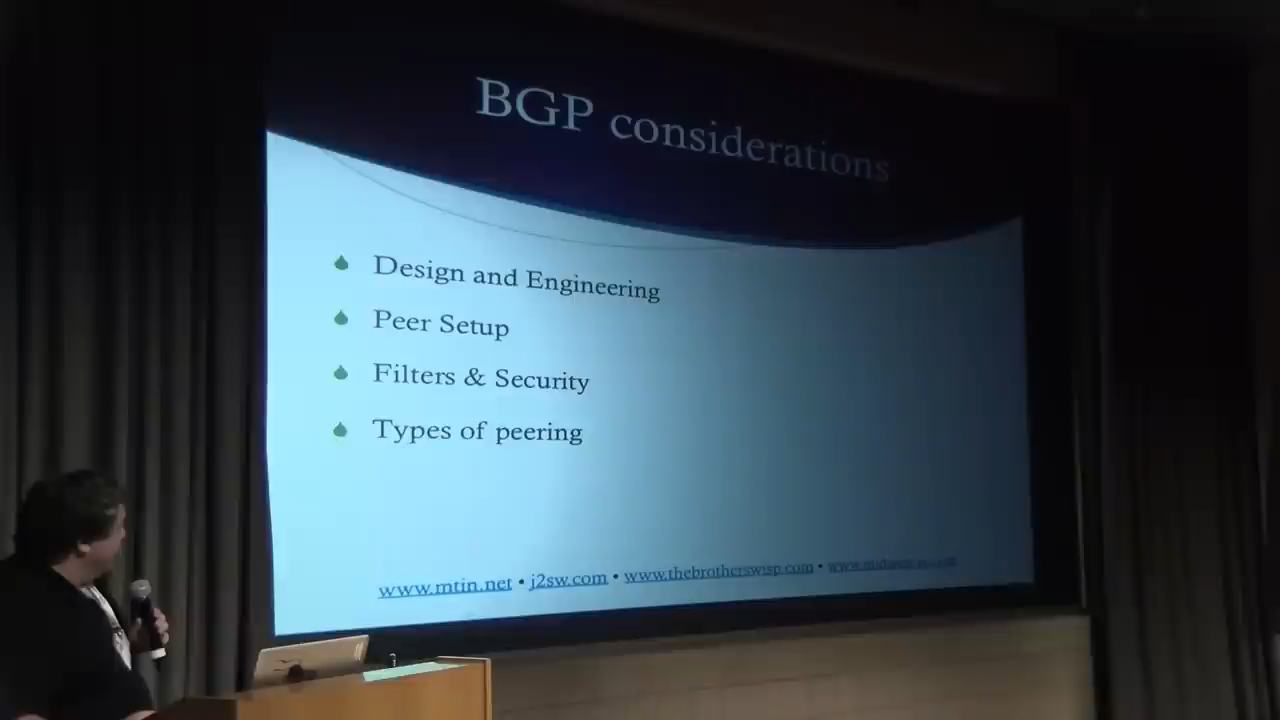 BGP considerations
Design and Engineering
Peer Setup
Filters & Security
Types of peering
www.mtin.net • j2sw.com • www.thebrotherswisp.com •